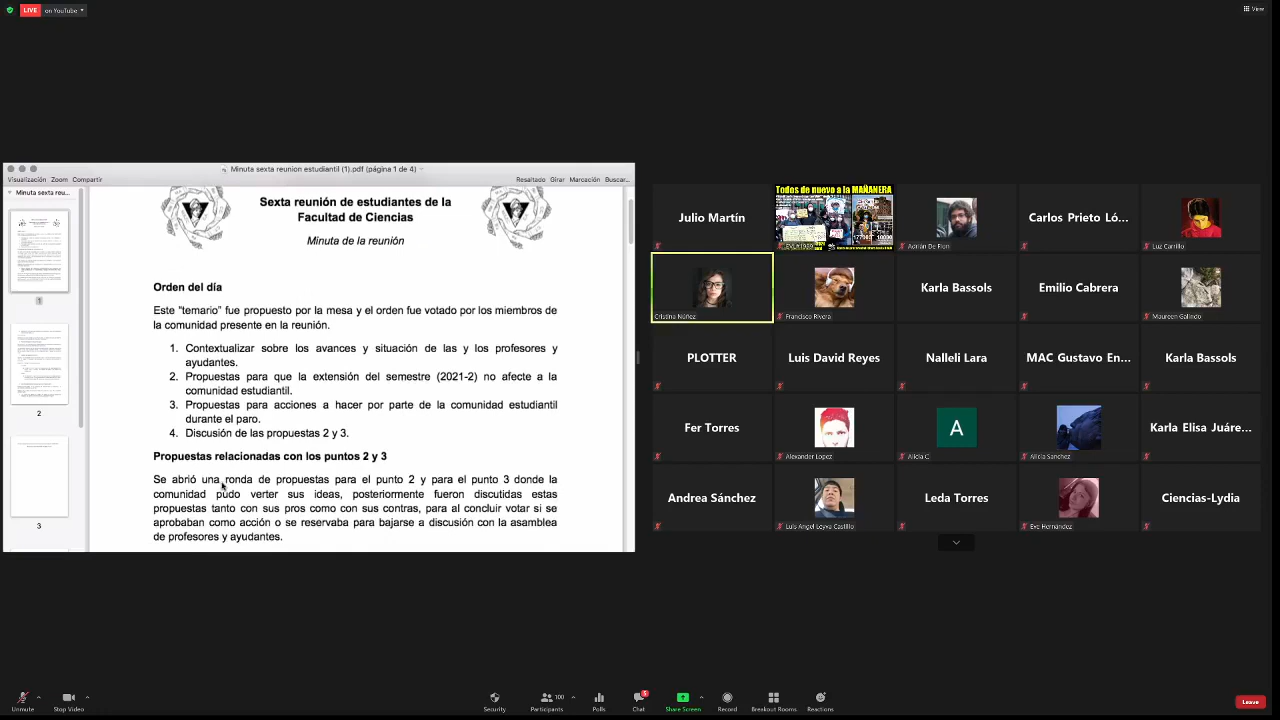 LIVE on YouTube
View
Minuta sexta reunion estudiantil (1).pdf (página 1 de 4)
Visualización Zoom Compartir
Resaltado Girar Marcación Buscar...
Minuta sexta reu...
1
2
3
Sexta reunión de estudiantes de la
Facultad de Ciencias
Minuta de la reunión
Orden del día
Este "temario" fue propuesto por la mesa y el orden fue votado por los miembros de
la comunidad presente en la reunión.
1. Contextualizar sobre los avances y situación de la y los profesores y
ayudantes.
2. Propuestas para que la extensión del semestre (2021-2) no afecte a la
comunidad estudiantil.
3. Propuestas para acciones a hacer por parte de la comunidad estudiantil
durante el paro.
4. Discusión de las propuestas 2 y 3.
Propuestas relacionadas con los puntos 2 y 3
Se abrió una ronda de propuestas para el punto 2 y para el punto 3 donde la
comunidad pudo verter sus ideas, posteriormente fueron discutidas estas
propuestas tanto con sus pros como con sus contras, para al concluir votar si se
aprobaban como acción o se reservaba para bajarse a discusión con la asamblea
de profesores y ayudantes.
Julio Martín
Todos de nuevo a la MAÑANERA
Adrián De Fion
Carlos Prieto Ló...
Luz Carrillo
Cristina Núñez
Francisco Rivera
Karla Bassols
Emilio Cabrera
Maureen Galindo
PLOTTER
Luis David Reyes
Nalleli Lara
MAC Gustavo En...
Karla Bassols
Fer Torres
Alexander Lopez
A
Alicia C
Alicia Sanchez
Karla Elisa Juáre...
Andrea Sánchez
Luis Angel Leyva Castillo
Leda Torres
Eve Hernández
Ciencias-Lydia
Unmute
Stop Video
Security
Participants 100
Polls
Chat
Share Screen
Record
Breakout Rooms
Reactions
Leave